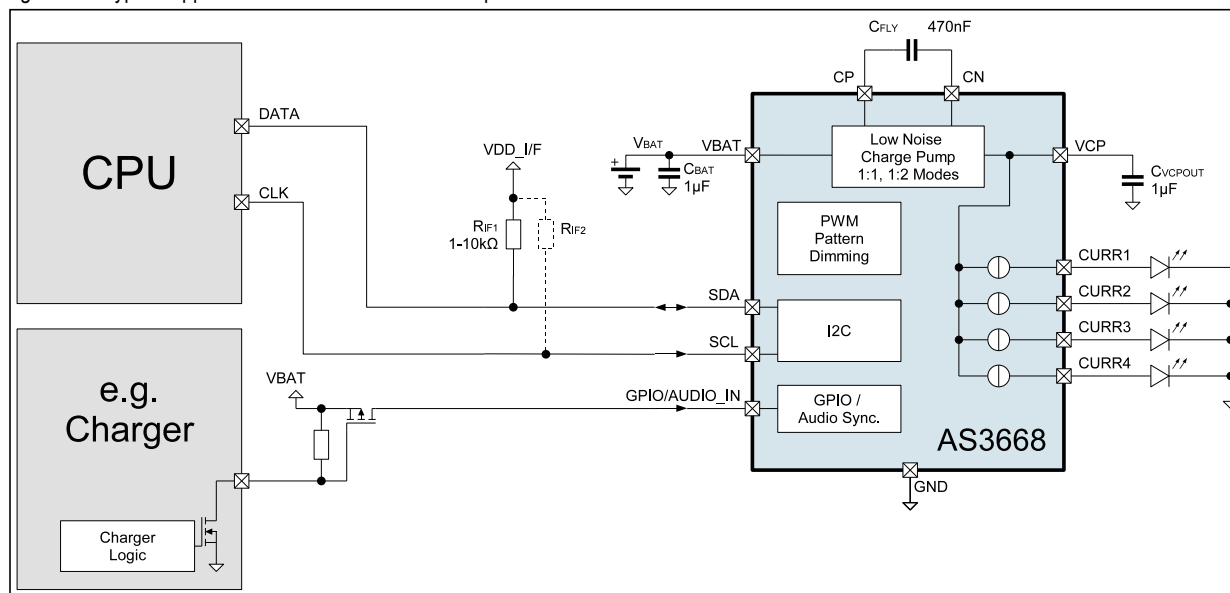 CFLY 470nF
CP CN
CPU
DATA
CLK
VDD_I/F
RIF1
1-10kΩ
RIF2
VBAT
+
CBAT
1µF
VBAT
Low Noise
Charge Pump
1:1, 1:2 Modes
VCP
CVCPOUT
1µF
PWM
Pattern
Dimming
CURR1
CURR2
CURR3
CURR4
SDA
SCL
I2C
e.g.
Charger
VBAT
GPIO/AUDIO_IN
GPIO /
Audio Sync.
AS3668
GND
Charger
Logic